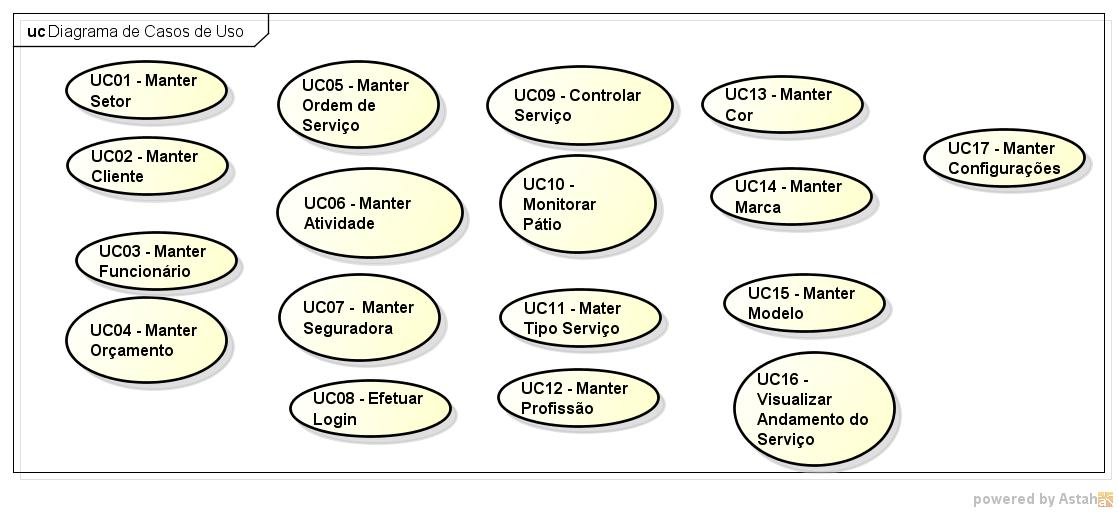 uc Diagrama de Casos de Uso
UC01 - Manter
Setor
UC02 - Manter
Cliente
UC03 - Manter
Funcionário
UC04 - Manter
Orçamento
UC05 - Manter
Ordem de
Serviço
UC06 - Manter
Atividade
UC07 - Manter
Seguradora
UC08 - Efetuar
Login
UC09 - Controlar
Serviço
UC10 -
Monitorar
Pátio
UC11 - Mater
Tipo Serviço
UC12 - Manter
Profissão
UC13 - Manter
Cor
UC14 - Manter
Marca
UC15 - Manter
Modelo
UC16 -
Visualizar
Andamento do
Serviço
UC17 - Manter
Configurações
powered by Astah